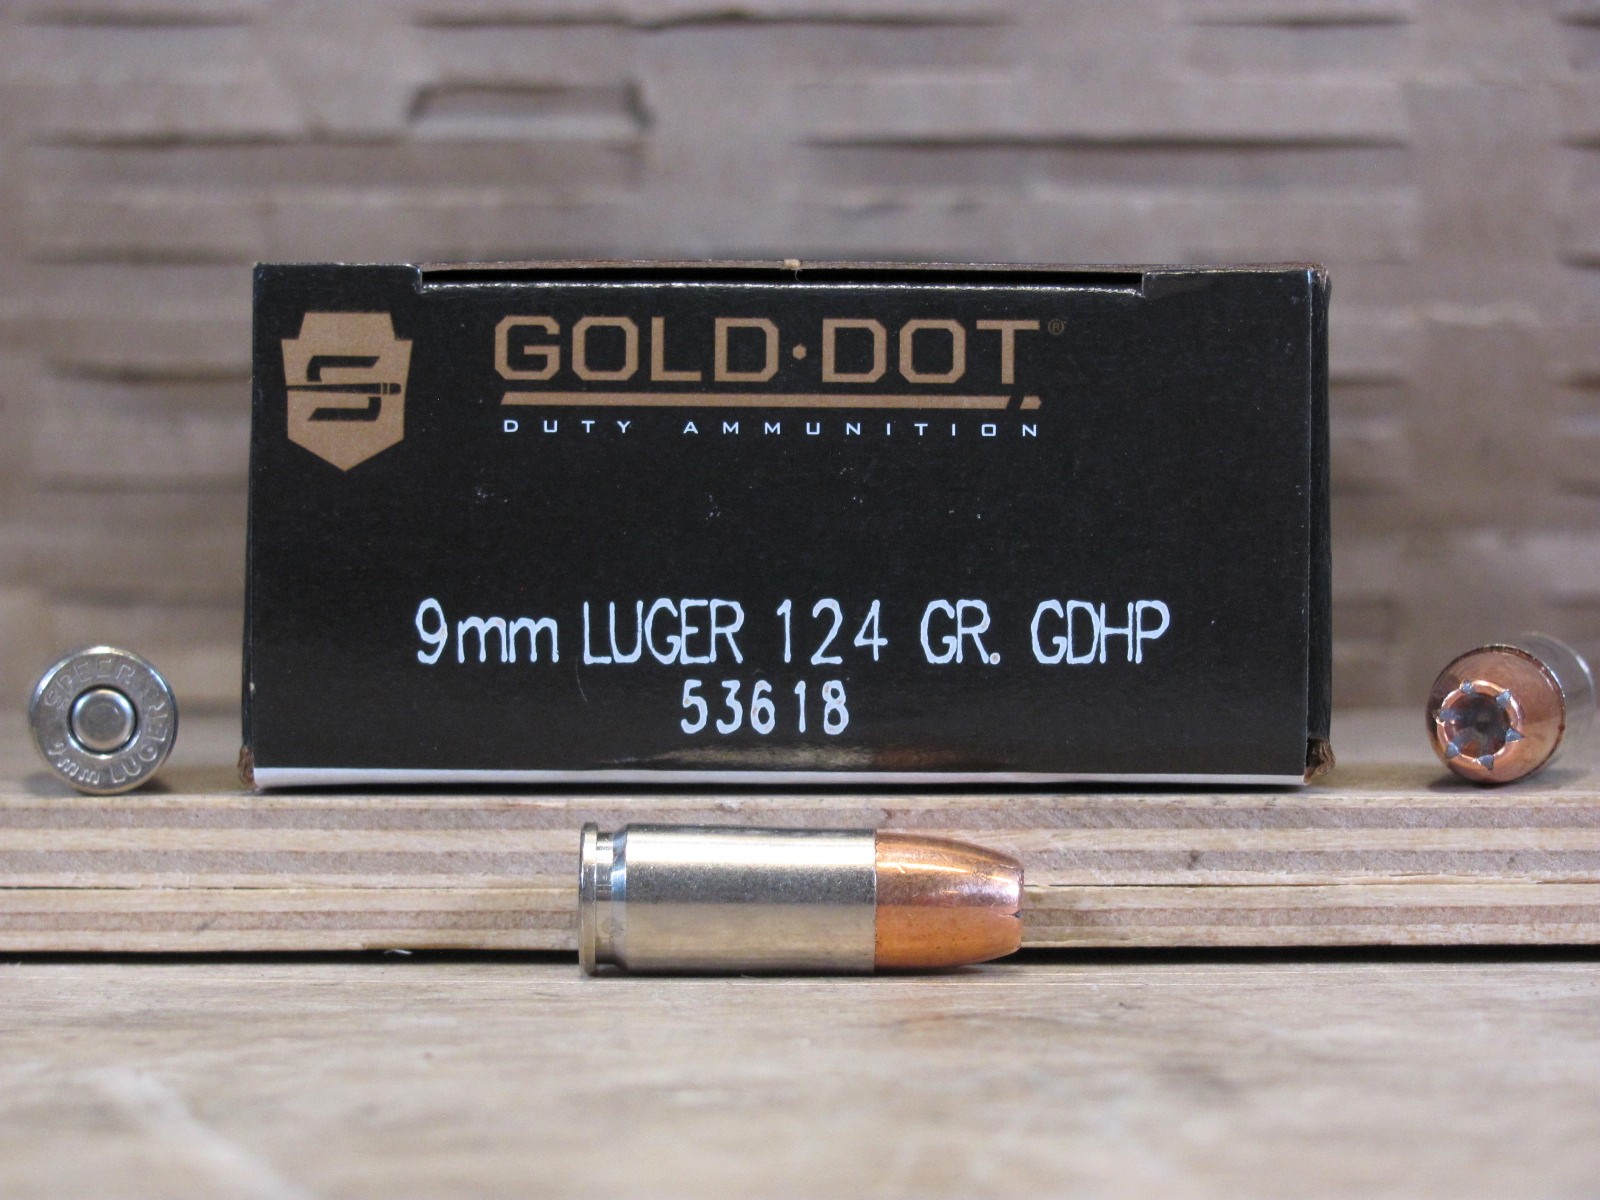 GOLD·DOT®
DUTY AMMUNITION
9mm LUGER 124 GR. GDHP
53618
SPEER
9mm LUGER